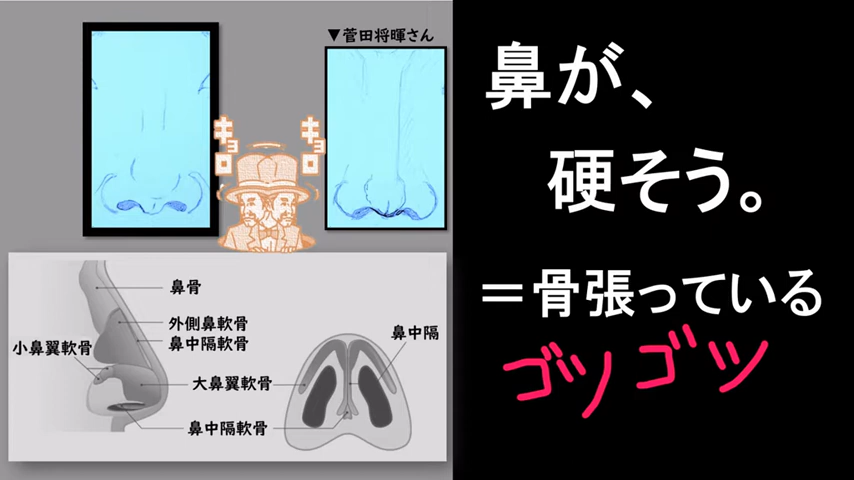 ▼菅田将暉さん
キョロ
キョロ
鼻骨
外側鼻軟骨
鼻中隔軟骨
小鼻翼軟骨
大鼻翼軟骨
鼻中隔軟骨
鼻中隔
鼻が、
硬そう。
=骨張っている
ゴツゴツ